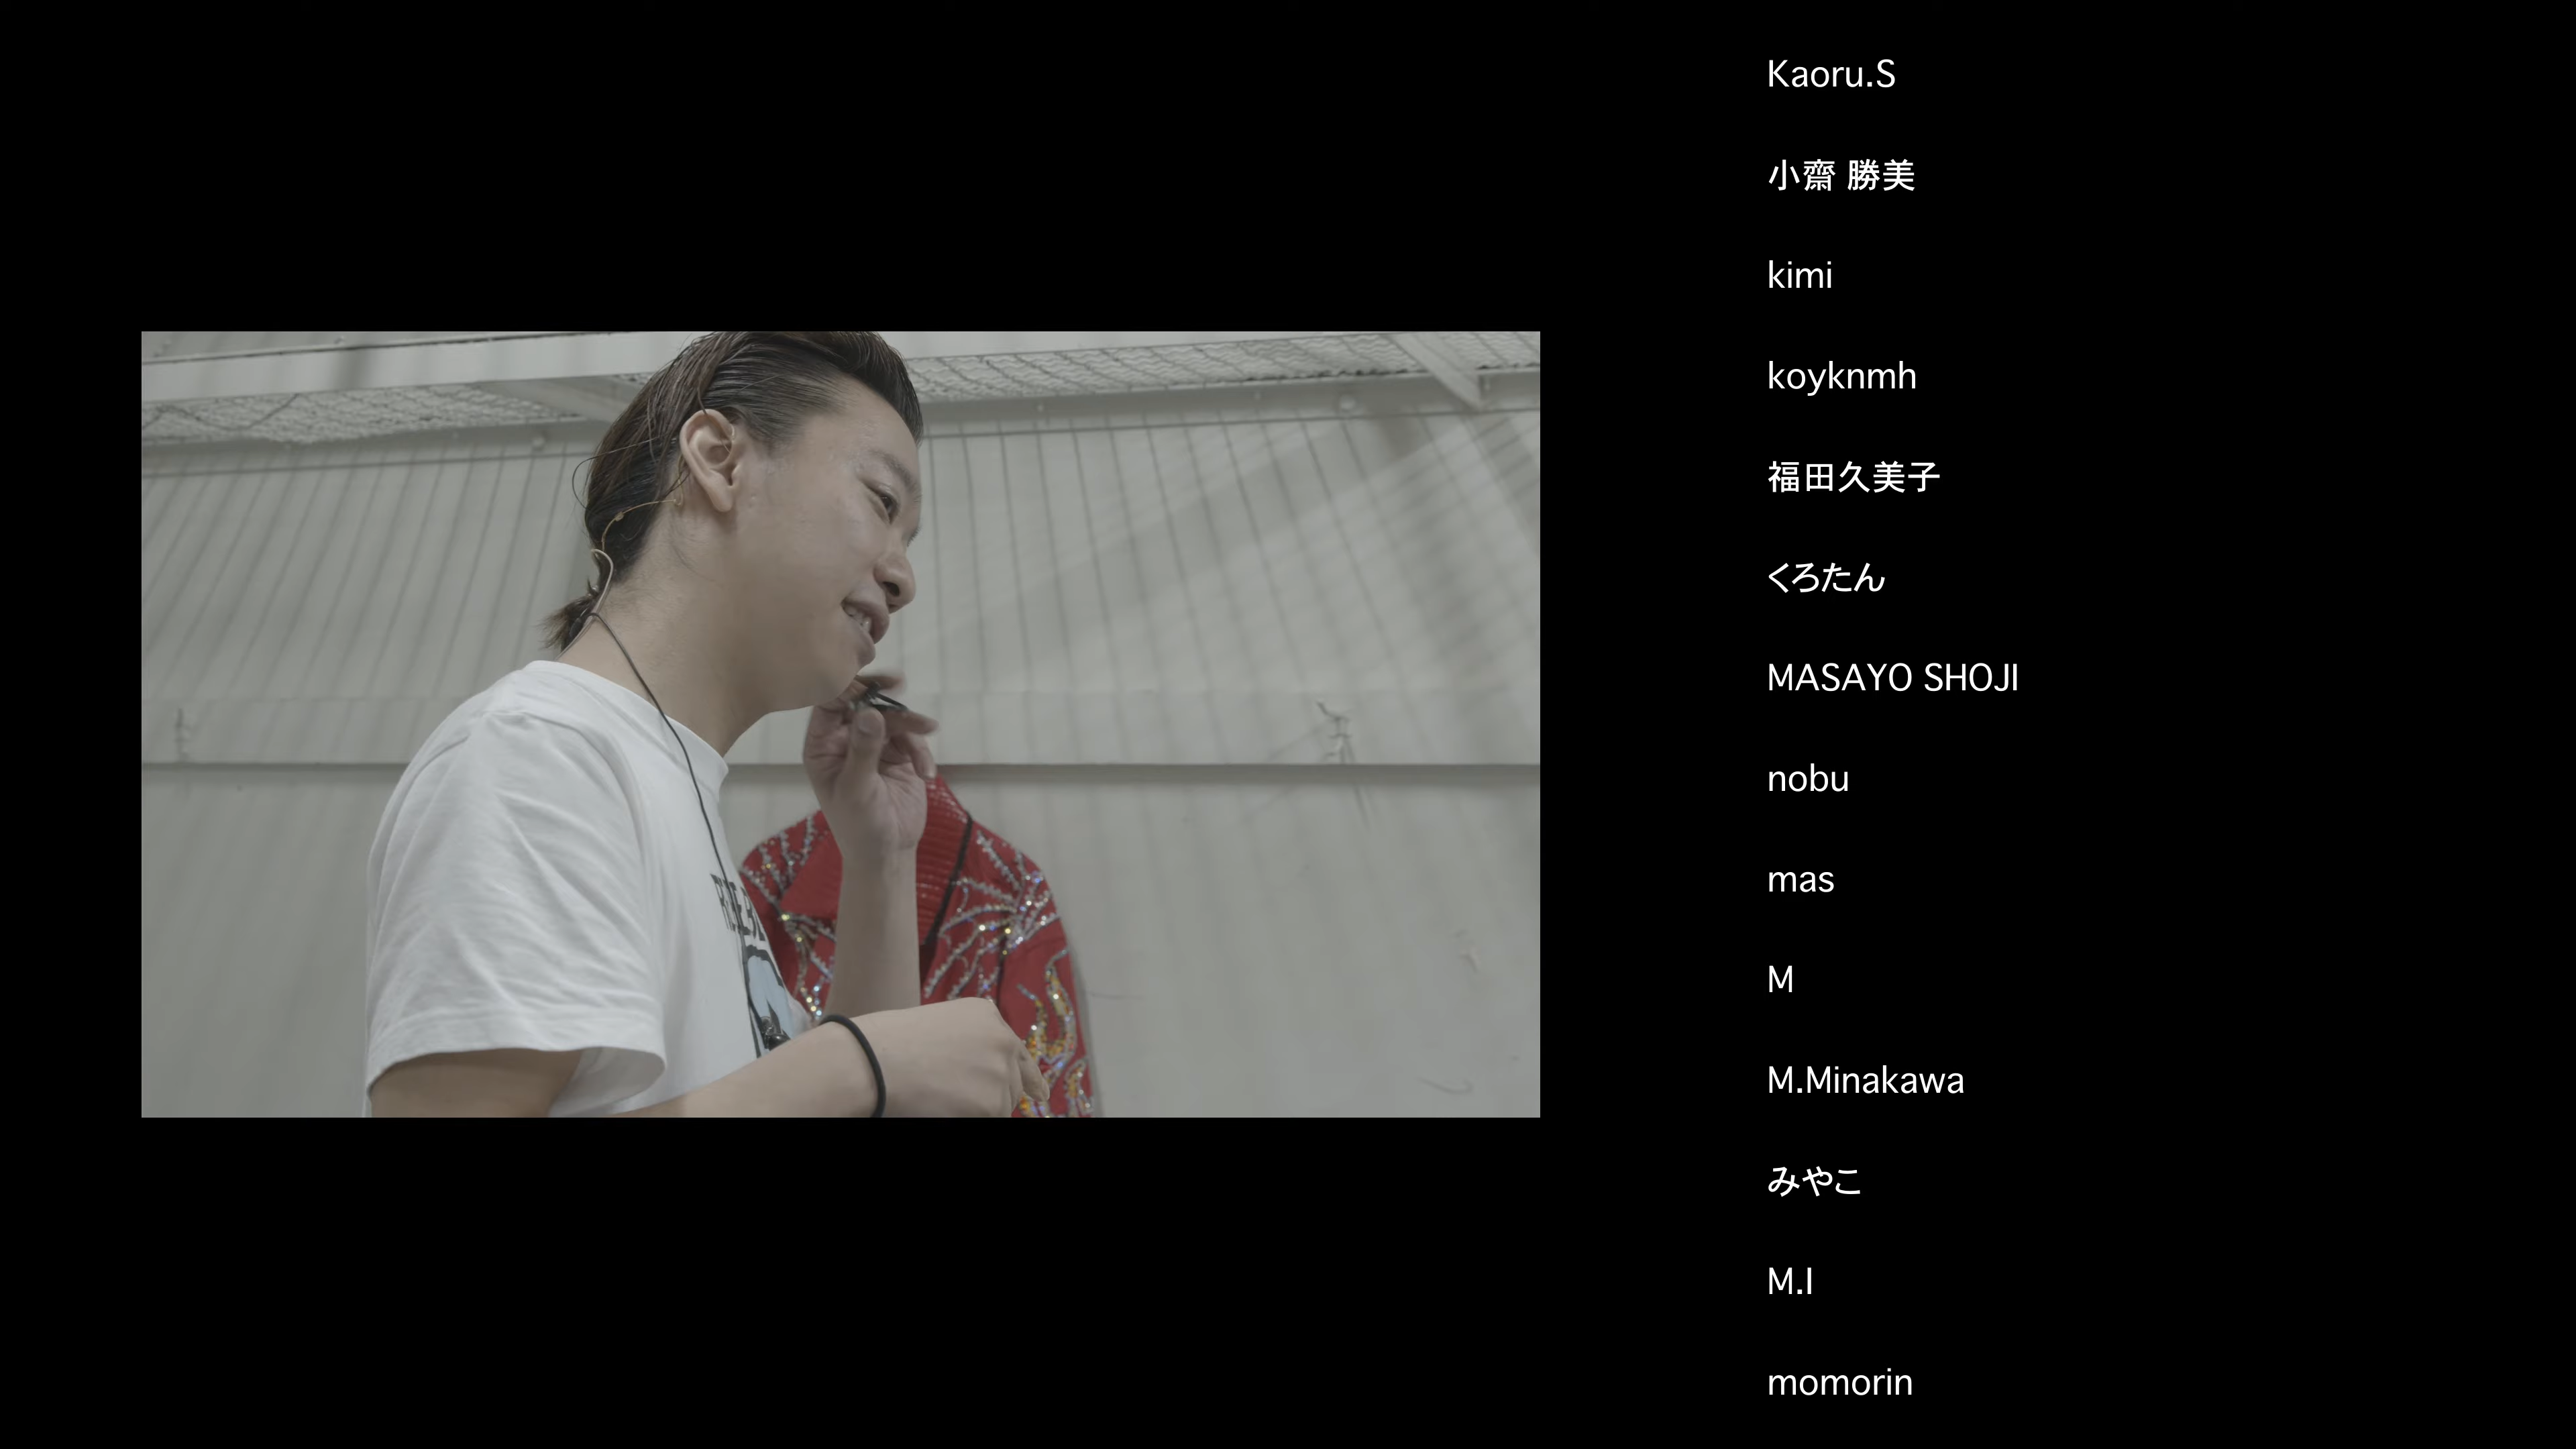 Kaoru.S
小齋 勝美
kimi
koyknmh
福田久美子
くろたん
MASAYO SHOJI
nobu
mas
M
M.Minakawa
みやこ
M.I
momorin